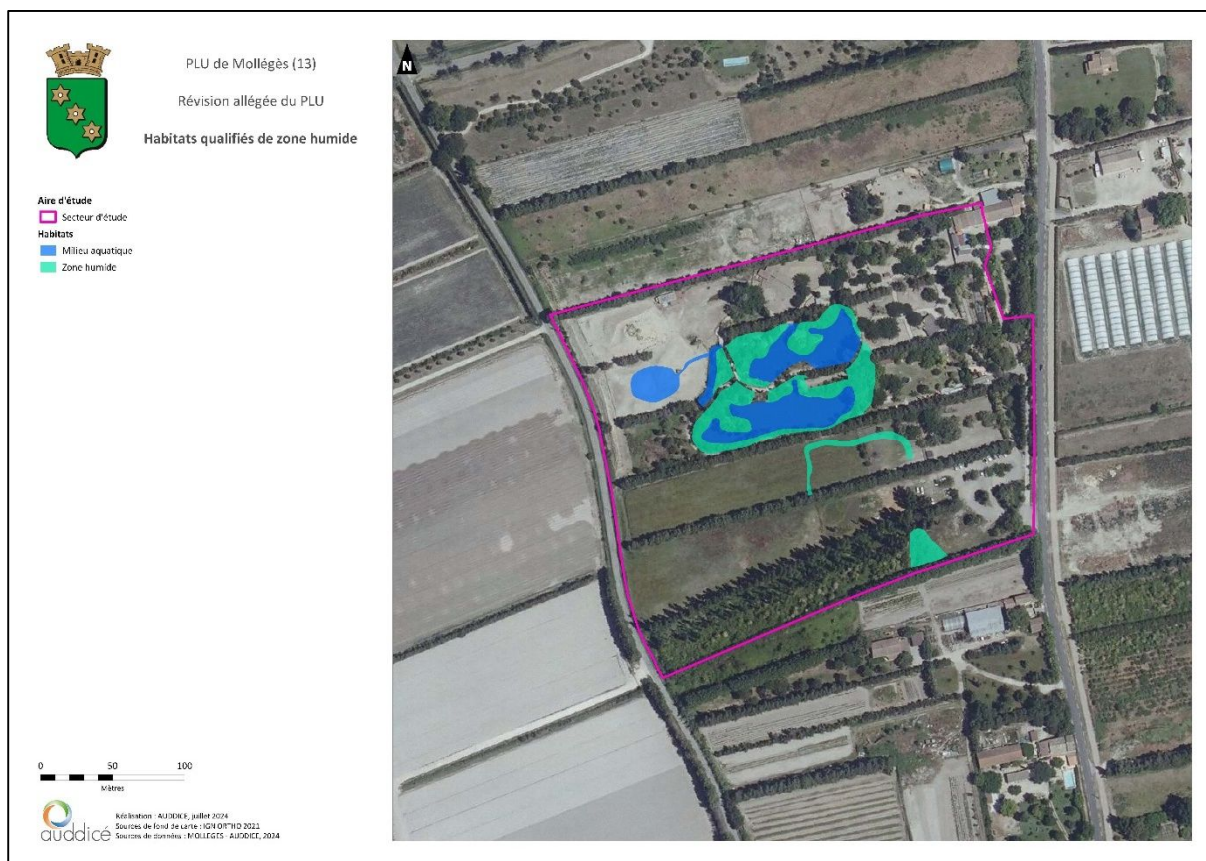 PLU de Mollégès (13)
Révision allégée du PLU
Habitats qualifiés de zone humide
N
Aire d'étude
Secteur d'étude
Habitats
Milieu aquatique
Zone humide
0 50 100
Mètres
auddicé
Réalisation : AUDDICE, juillet 2024
Sources de fond de carte : IGN ORTHO 2021
Sources de données : MOLLEGES - AUDDICE, 2024